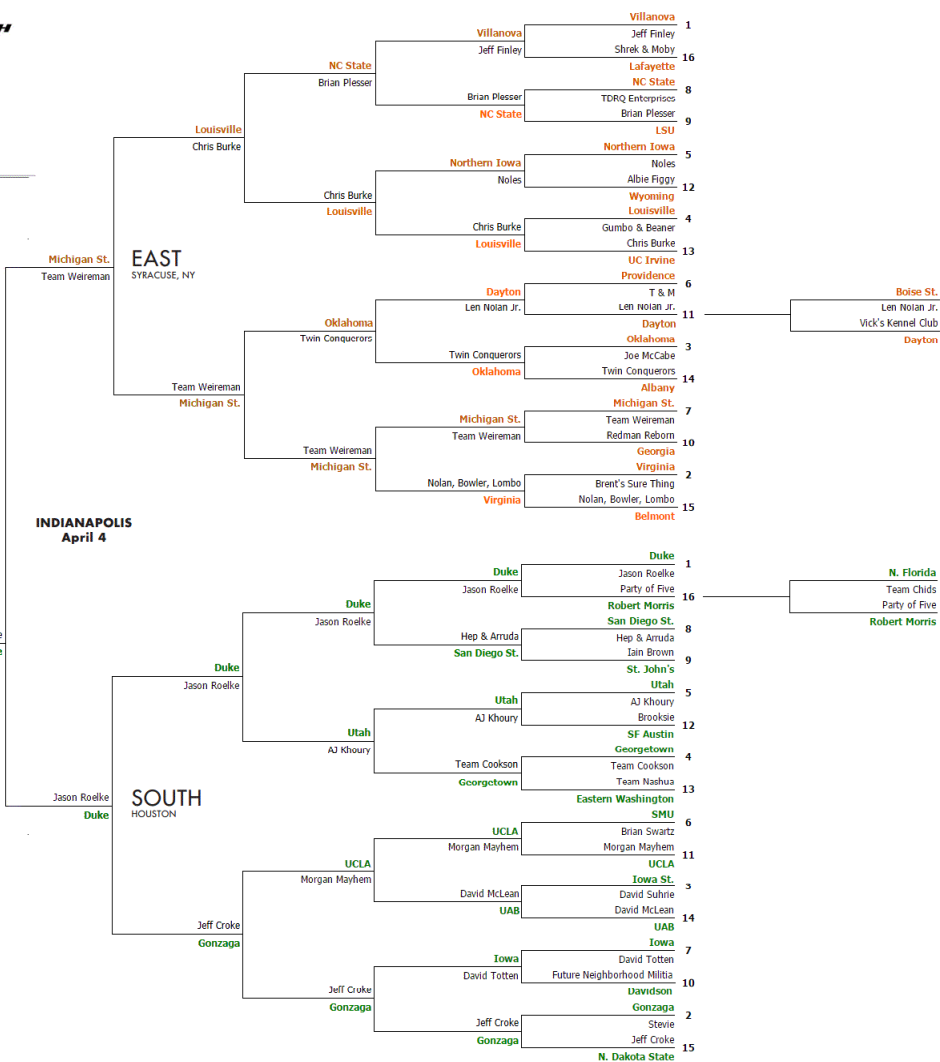 Villanova
1
Jeff Finley
Villanova
Jeff Finley
Shrek & Moby
16
Lafayette
NC State
Brian Plesser
NC State
8
TDRQ Enterprises
Brian Plesser
NC State
Brian Plesser
9
LSU
Louisville
Chris Burke
Northern Iowa
5
Noles
Northern Iowa
Noles
Albie Figgy
12
Wyoming
Chris Burke
Louisville
Louisville
4
Gumbo & Beaner
Chris Burke
Louisville
Chris Burke
13
UC Irvine
Michigan St.
Team Weireman
EAST
SYRACUSE, NY
Providence
6
T & M
Dayton
Len Nolan Jr.
Len Nolan Jr.
11
Dayton
Boise St.
Len Nolan Jr.
Vick's Kennel Club
Dayton
Oklahoma
Twin Conquerors
Oklahoma
3
Joe McCabe
Twin Conquerors
Oklahoma
Twin Conquerors
14
Albany
Team Weireman
Michigan St.
Michigan St.
7
Team Weireman
Michigan St.
Team Weireman
Redman Reborn
10
Georgia
Team Weireman
Michigan St.
Virginia
2
Brent's Sure Thing
Nolan, Bowler, Lombo
Virginia
Nolan, Bowler, Lombo
15
Belmont
INDIANAPOLIS
April 4
Duke
1
Jason Roelke
Duke
Jason Roelke
Party of Five
16
Robert Morris
N. Florida
Team Chids
Party of Five
Robert Morris
Duke
Jason Roelke
San Diego St.
8
Hep & Arruda
Hep & Arruda
San Diego St.
Iain Brown
9
St. John's
Duke
Jason Roelke
Utah
5
AJ Khoury
Utah
AJ Khoury
Brooksie
12
SF Austin
Utah
AJ Khoury
Georgetown
4
Team Cookson
Team Cookson
Georgetown
Team Nashua
13
Eastern Washington
Jason Roelke
Duke
SOUTH
HOUSTON
SMU
6
Brian Swartz
UCLA
Morgan Mayhem
Morgan Mayhem
11
UCLA
UCLA
Morgan Mayhem
Iowa St.
3
David Suhrie
David McLean
UAB
David McLean
14
UAB
Jeff Croke
Gonzaga
Iowa
7
David Totten
Iowa
David Totten
Future Neighborhood Militia
10
Davidson
Jeff Croke
Gonzaga
Gonzaga
2
Stevie
Jeff Croke
Gonzaga
Jeff Croke
15
N. Dakota State